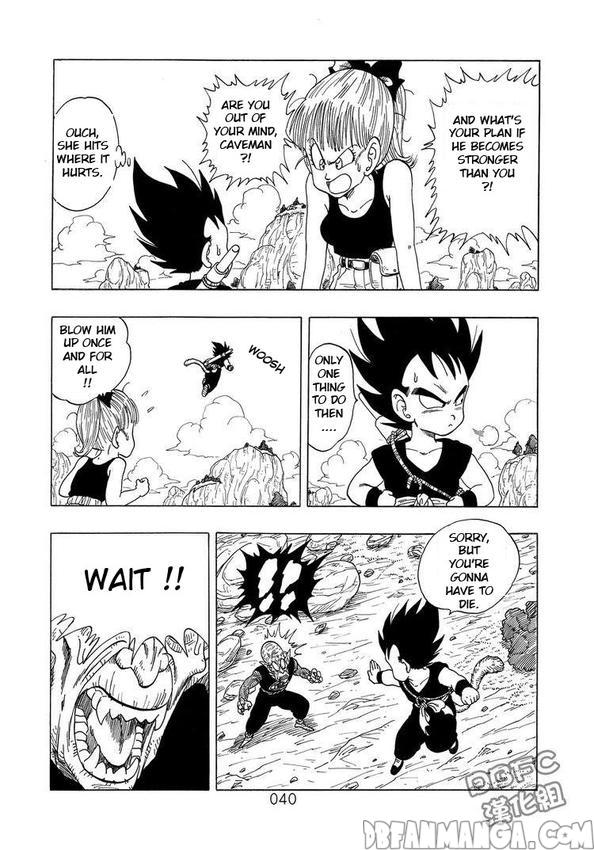 AND WHAT'S
YOUR PLAN IF
HE BECOMES
STRONGER
THAN YOU
?!
ARE YOU
OUT OF
YOUR MIND,
CAVEMAN
?!
OUCH,
SHE HITS
WHERE IT
HURTS.
ONLY
ONE
THING
TO DO
THEN
....
BLOW HIM
UP ONCE
AND FOR
ALL
!!
WOOSH
SORRY,
BUT
YOU'RE
GONNA
HAVE TO
DIE.
!!
WAIT !!
040
DBFC
漢化組
DBFANMANGA.COM